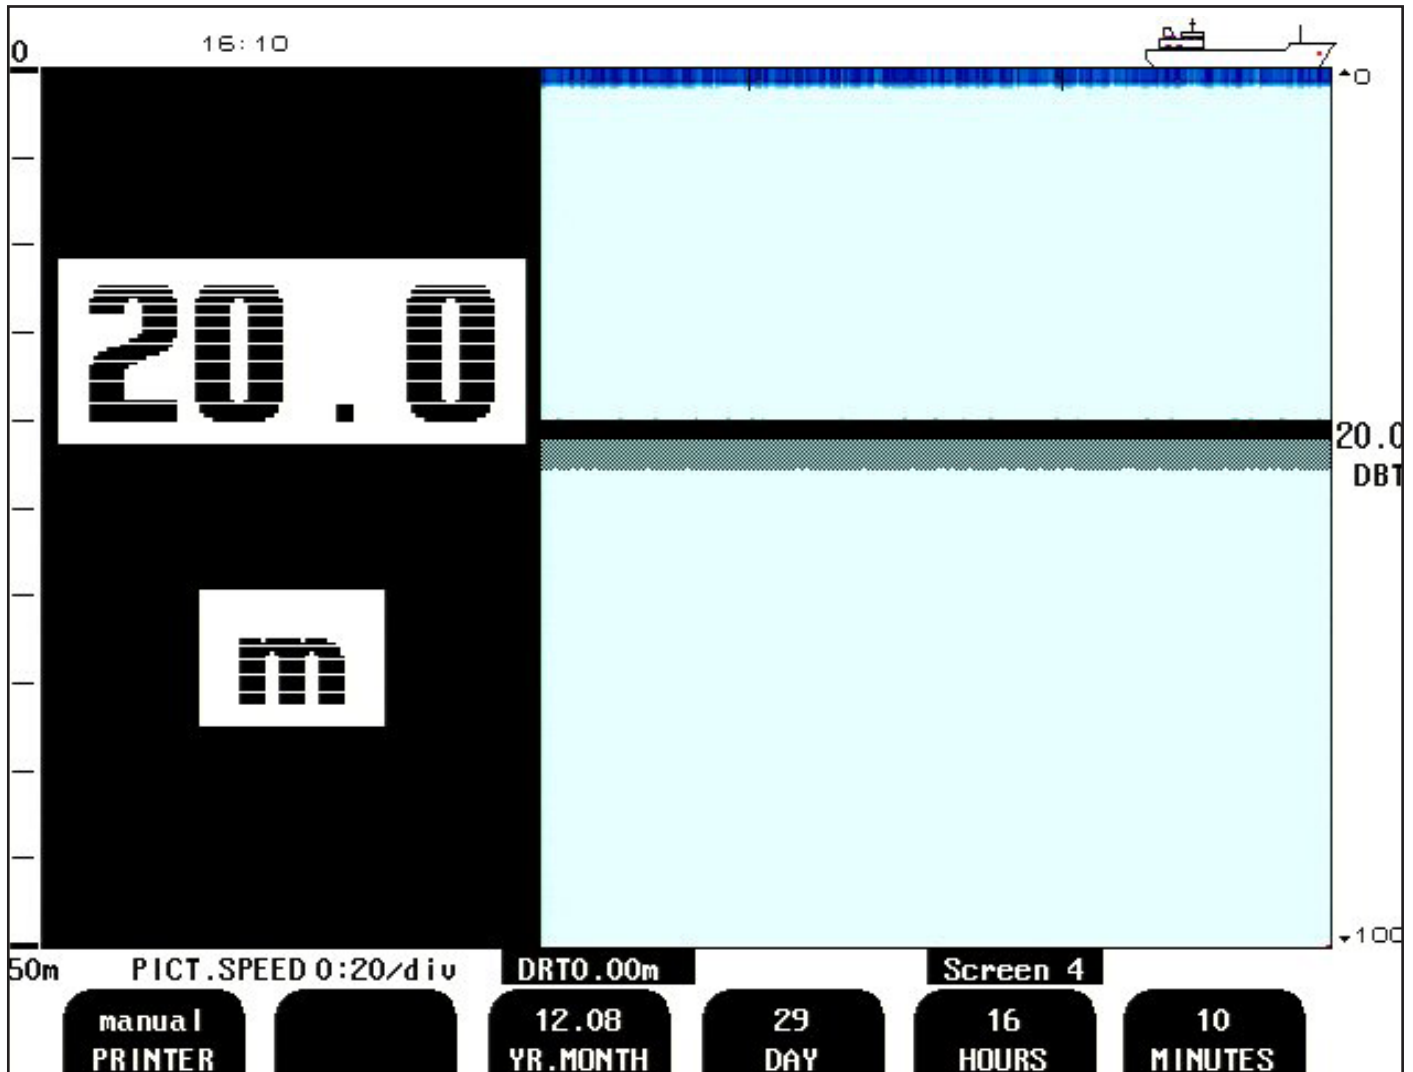 0
16:10
▲0
20.0
20.0
DBT
m
▼100
50m
PICT.SPEED 0:20/div
DRT0.00m
Screen 4
manual
PRINTER
12.08
YR.MONTH
29
DAY
16
HOURS
10
MINUTES